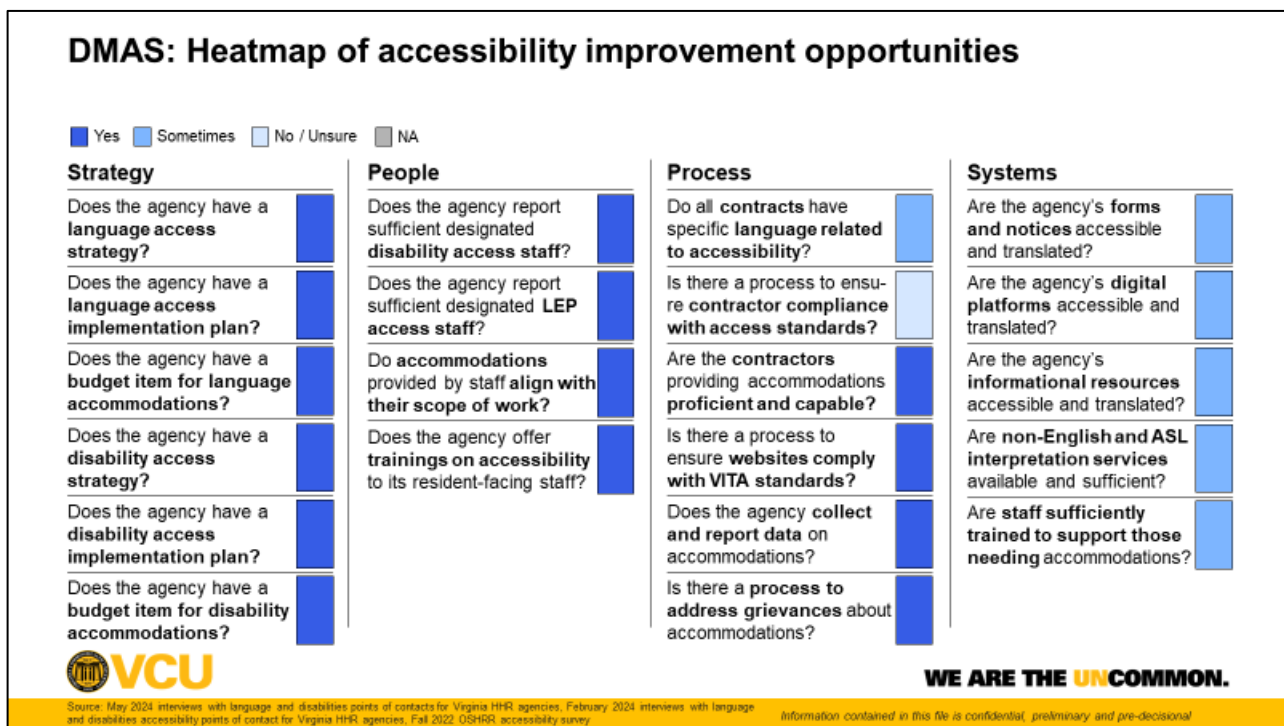 DMAS: Heatmap of accessibility improvement opportunities
Yes
Sometimes
No / Unsure
NA
Strategy
Does the agency have a
language access
strategy?
Does the agency have a
language access
implementation plan?
Does the agency have a
budget item for language
accommodations?
Does the agency have a
disability access
strategy?
Does the agency have a
disability access
implementation plan?
Does the agency have a
budget item for disability
accommodations?
People
Does the agency report
sufficient designated
disability access staff?
Does the agency report
sufficient designated LEP
access staff?
Do accommodations
provided by staff align with
their scope of work?
Does the agency offer
trainings on accessibility
to its resident-facing staff?
Process
Do all contracts have
specific language related
to accessibility?
Is there a process to ensu-
re contractor compliance
with access standards?
Are the contractors
providing accommodations
proficient and capable?
Is there a process to
ensure websites comply
with VITA standards?
Does the agency collect
and report data on
accommodations?
Is there a process to
address grievances about
accommodations?
Systems
Are the agency's forms
and notices accessible
and translated?
Are the agency's digital
platforms accessible and
translated?
Are the agency's
informational resources
accessible and translated?
Are non-English and ASL
interpretation services
available and sufficient?
Are staff sufficiently
trained to support those
needing accommodations?
VCU
WE ARE THE UNCOMMON.
Source: May 2024 interviews with language and disabilities points of contacts for Virginia HHR agencies, February 2024 interviews with language
and disabilities accessibility points of contact for Virginia HHR agencies, Fall 2022 OSHRR accessibility survey
Information contained in this file is confidential, preliminary and pre-decisional